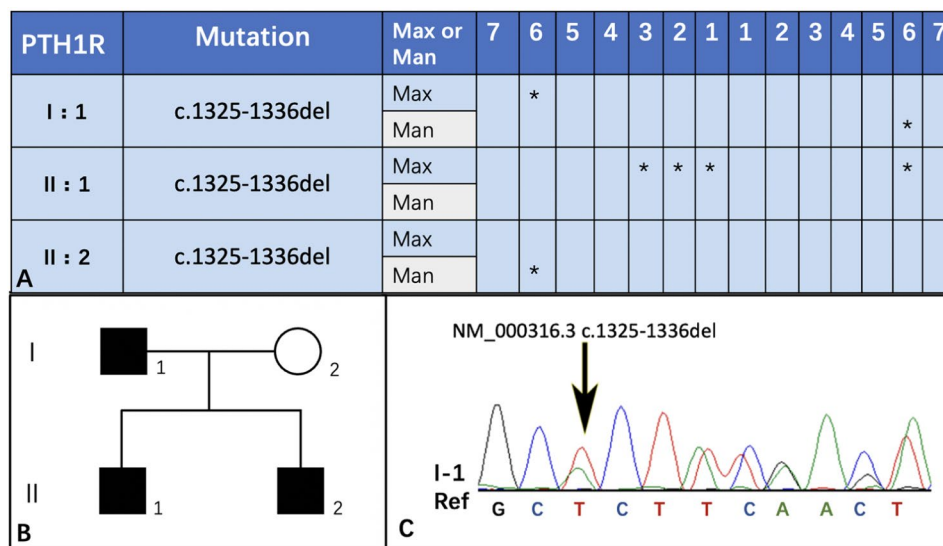 PTH1R Mutation Max or Man 7 6 5 4 3 2 1 1 2 3 4 5 6 7
I : 1 c.1325-1336del Max *
Man *
II : 1 c.1325-1336del Max * * * *
Man
II : 2 c.1325-1336del Max
Man *
A
I 1 2
II 1 2
B
NM_000316.3 c.1325-1336del
I-1
Ref G C T C T T C A A C T
C